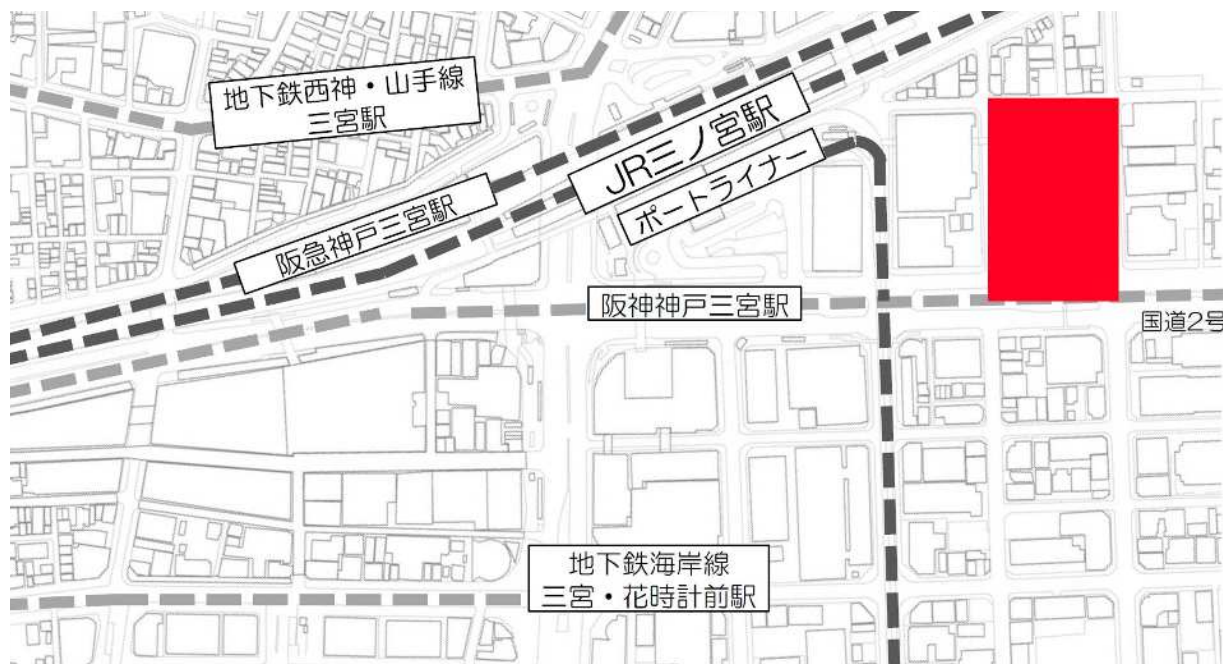 地下鉄西神・山手線
三宮駅
JR三ノ宮駅
ポートライナー
阪急神戸三宮駅
阪神神戸三宮駅
国道2号
地下鉄海岸線
三宮・花時計前駅